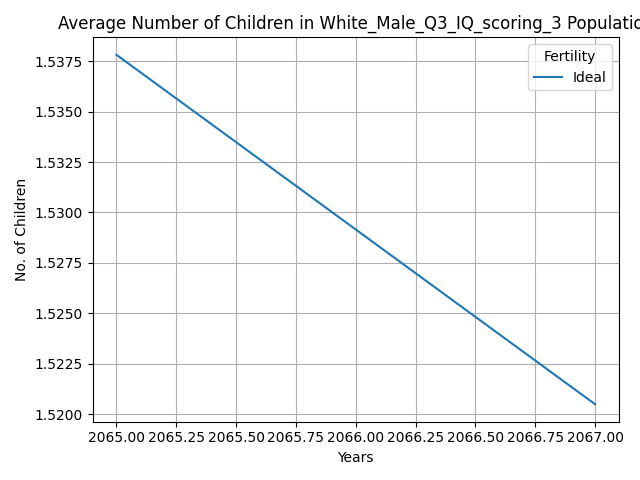 Average Number of Children in White_Male_Q3_IQ_scoring_3 Populatio
Fertility
Ideal
1.5375
1.5350
1.5325
1.5300
1.5275
1.5250
1.5225
1.5200
No. of Children
2065.00 2065.25 2065.50 2065.75 2066.00 2066.25 2066.50 2066.75 2067.00
Years